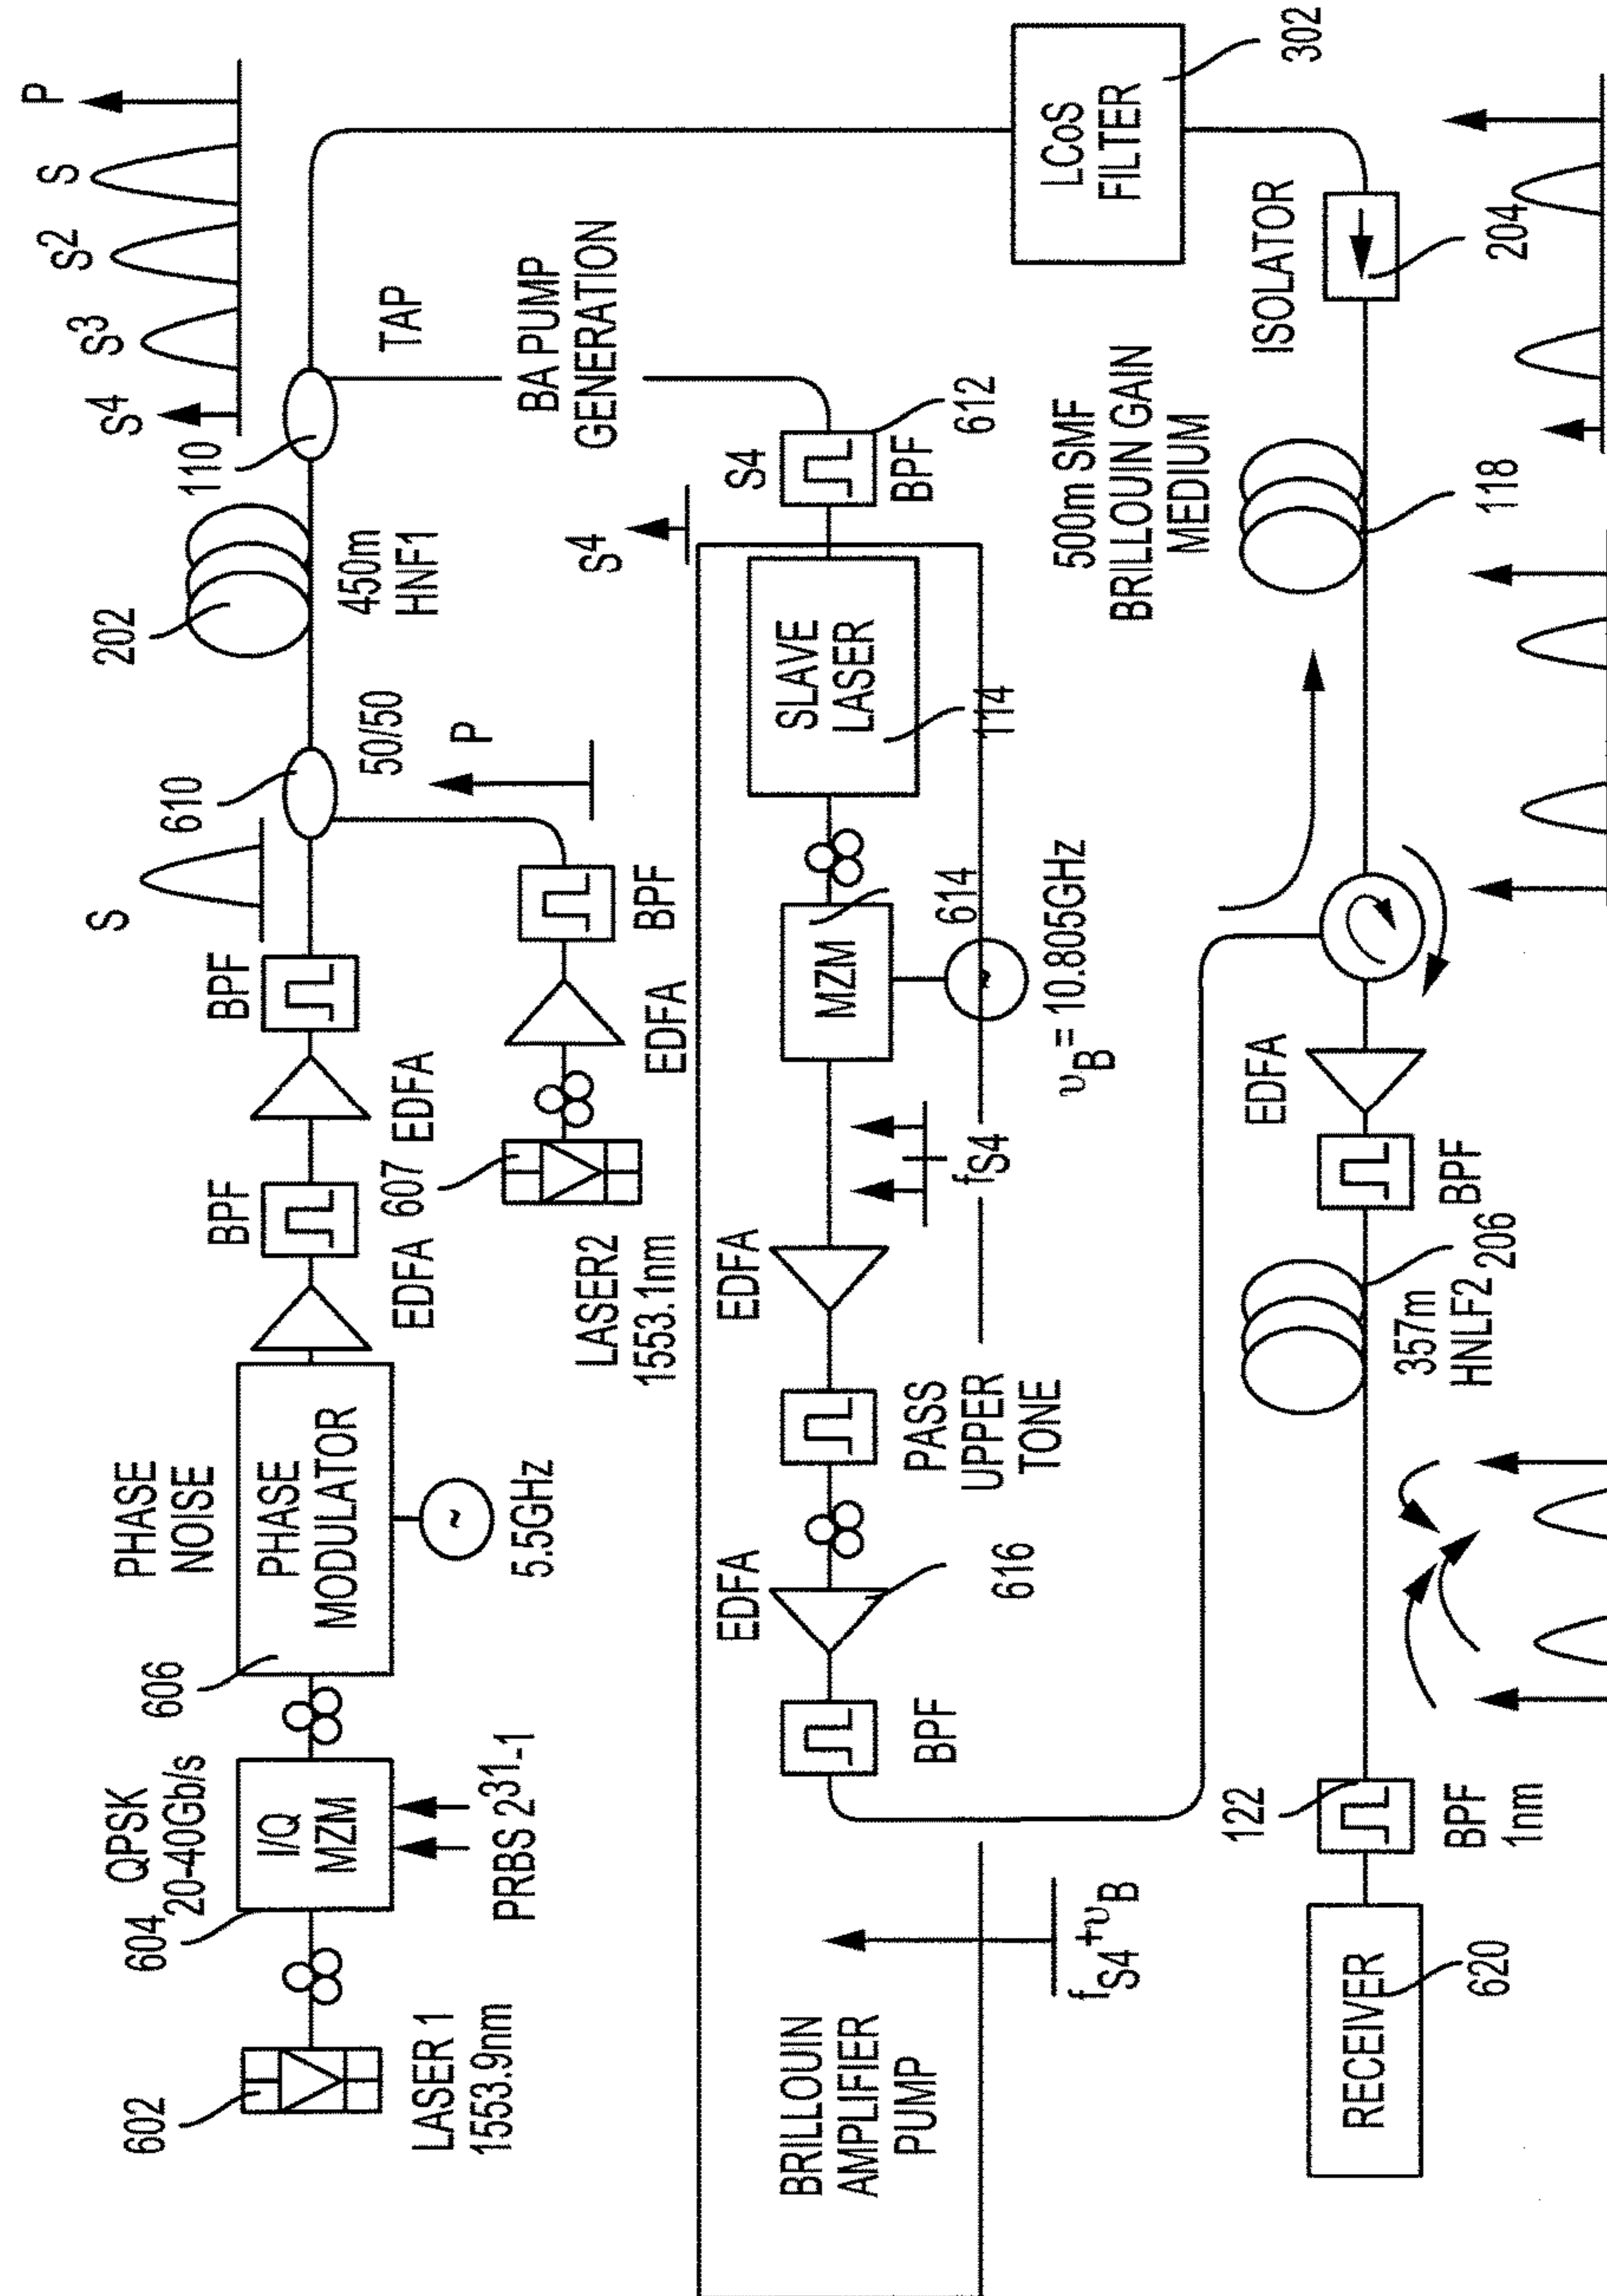 QPSK
20-40Gb/s
604
I/Q
MZM
PRBS 2^31-1
602
LASER 1
1553.9nm
606
PHASE
NOISE
PHASE
MODULATOR
5.5GHz
EDFA
BPF
EDFA
BPF
S
607
LASER2
1553.1nm
EDFA
BPF
P
610
50/50
202
450m
HNF1
110
S4
S3
S2
S
P
TAP
BA PUMP
GENERATION
S4
S4
BPF
612
SLAVE
LASER
114
MZM
614
υB= 10.805GHz
fS4
EDFA
PASS
UPPER
TONE
EDFA
616
BPF
BRILLOUIN
AMPLIFIER
PUMP
fS4+υB
LCoS
FILTER
302
ISOLATOR
204
500m SMF
BRILLOUIN GAIN
MEDIUM
118
EDFA
BPF
206
357m
HNLF2
122
BPF
1nm
RECEIVER
620